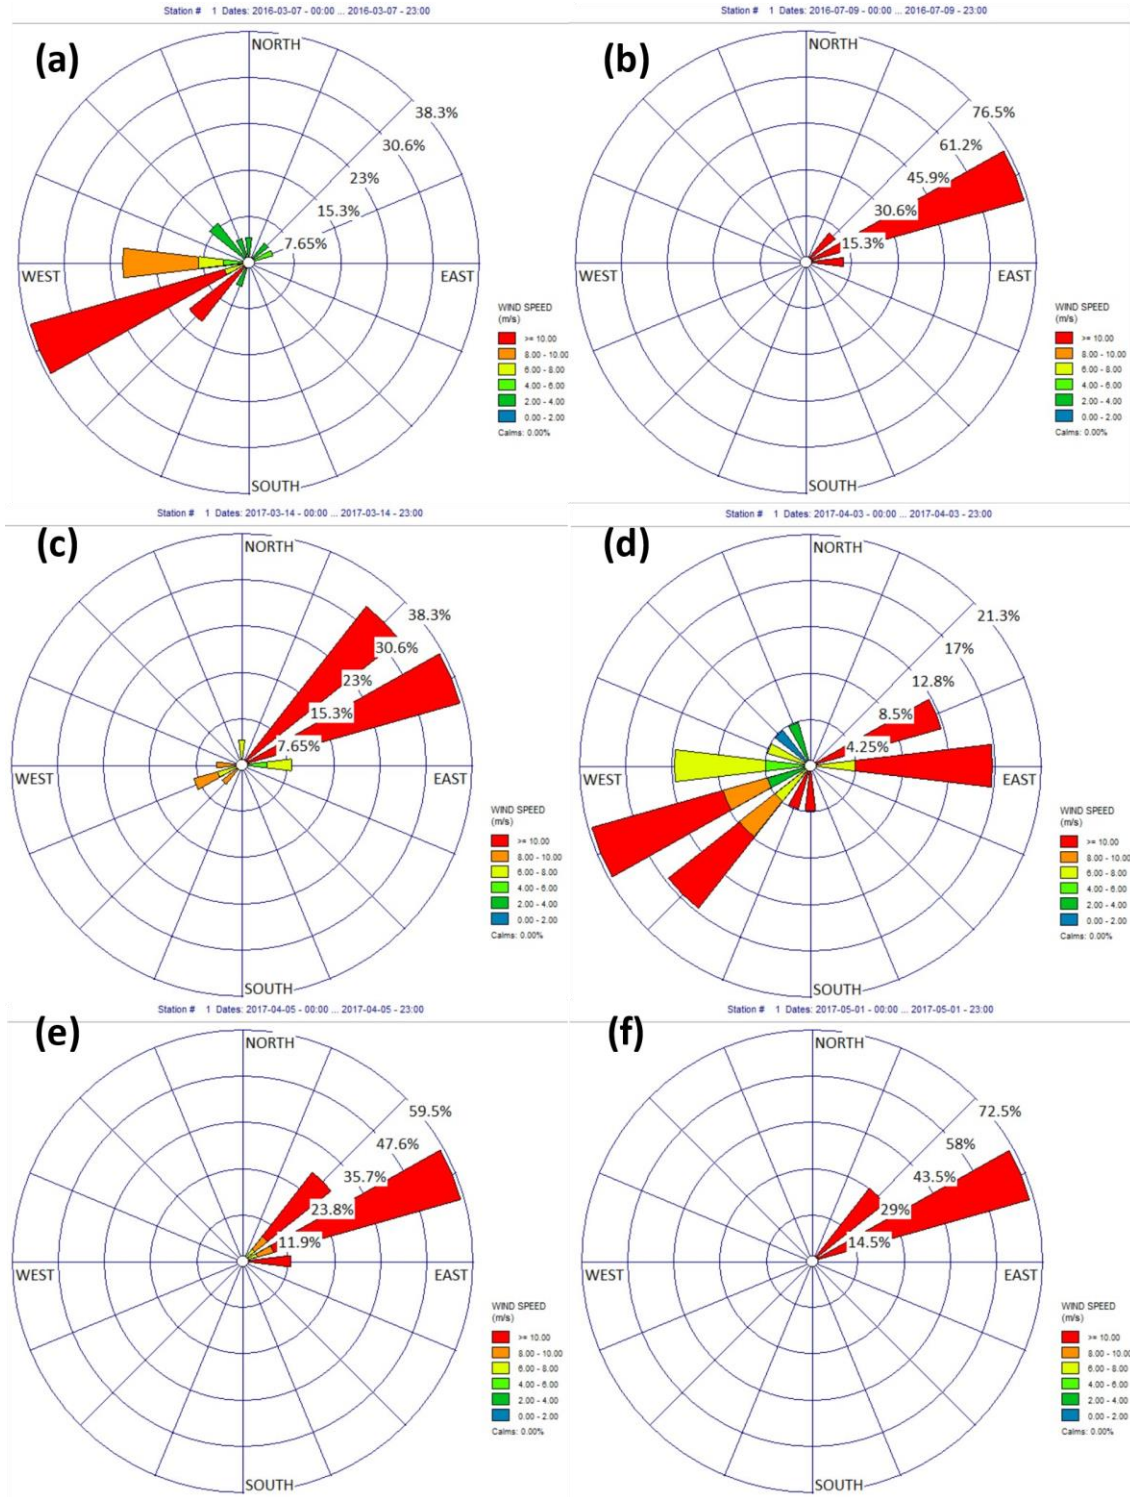 Station # 1 Dates: 2016-03-07 - 00:00 ... 2016-03-07 - 23:00
(a)
NORTH
38.3%
30.6%
23%
15.3%
7.65%
WEST
EAST
SOUTH
WIND SPEED
(m/s)
>= 10.00
8.00 - 10.00
6.00 - 8.00
4.00 - 6.00
2.00 - 4.00
0.00 - 2.00
Calms: 0.00%
Station # 1 Dates: 2016-07-09 - 00:00 ... 2016-07-09 - 23:00
(b)
NORTH
76.5%
61.2%
45.9%
30.6%
15.3%
WEST
EAST
SOUTH
WIND SPEED
(m/s)
>= 10.00
8.00 - 10.00
6.00 - 8.00
4.00 - 6.00
2.00 - 4.00
0.00 - 2.00
Calms: 0.00%
Station # 1 Dates: 2017-03-14 - 00:00 ... 2017-03-14 - 23:00
(c)
NORTH
38.3%
30.6%
23%
15.3%
7.65%
WEST
EAST
SOUTH
WIND SPEED
(m/s)
>= 10.00
8.00 - 10.00
6.00 - 8.00
4.00 - 6.00
2.00 - 4.00
0.00 - 2.00
Calms: 0.00%
Station # 1 Dates: 2017-04-03 - 00:00 ... 2017-04-03 - 23:00
(d)
NORTH
21.3%
17%
12.8%
8.5%
4.25%
WEST
EAST
SOUTH
WIND SPEED
(m/s)
>= 10.00
8.00 - 10.00
6.00 - 8.00
4.00 - 6.00
2.00 - 4.00
0.00 - 2.00
Calms: 0.00%
Station # 1 Dates: 2017-04-05 - 00:00 ... 2017-04-05 - 23:00
(e)
NORTH
59.5%
47.6%
35.7%
23.8%
11.9%
WEST
EAST
SOUTH
WIND SPEED
(m/s)
>= 10.00
8.00 - 10.00
6.00 - 8.00
4.00 - 6.00
2.00 - 4.00
0.00 - 2.00
Calms: 0.00%
Station # 1 Dates: 2017-05-01 - 00:00 ... 2017-05-01 - 23:00
(f)
NORTH
72.5%
58%
43.5%
29%
14.5%
WEST
EAST
SOUTH
WIND SPEED
(m/s)
>= 10.00
8.00 - 10.00
6.00 - 8.00
4.00 - 6.00
2.00 - 4.00
0.00 - 2.00
Calms: 0.00%